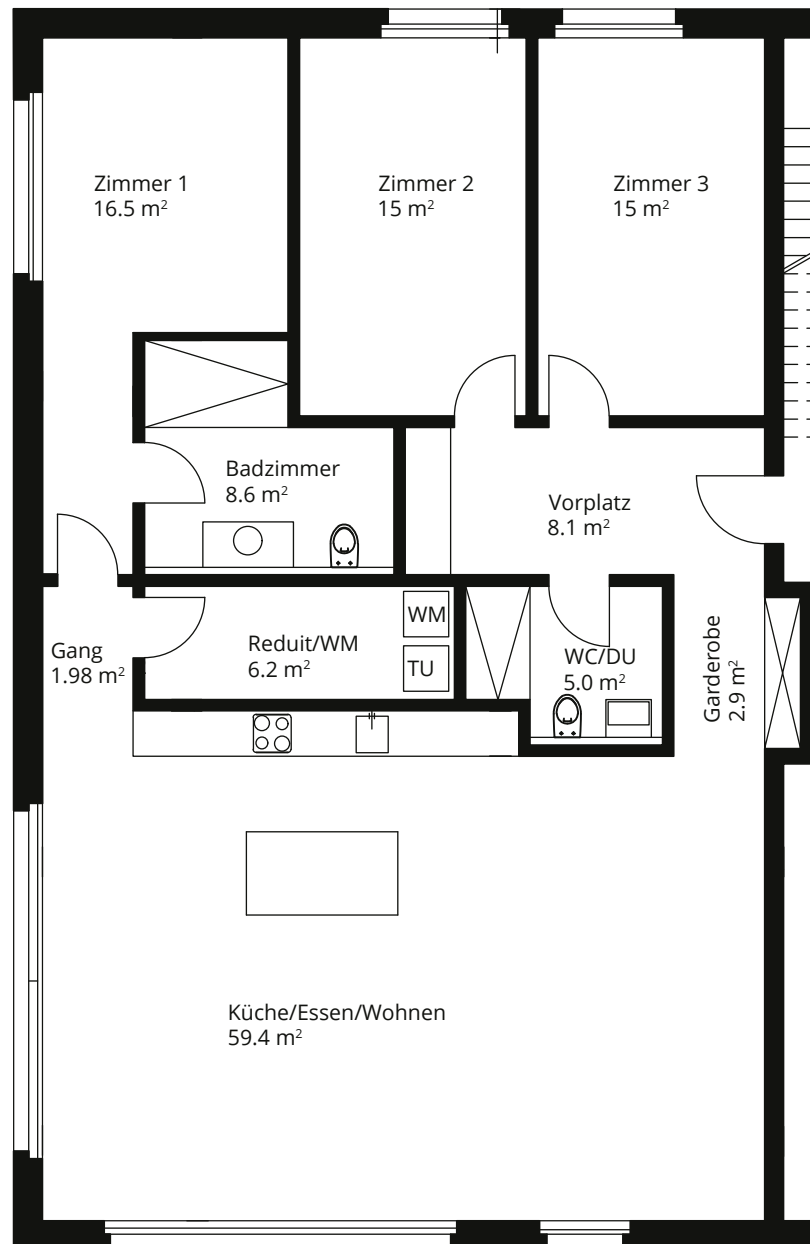 Zimmer 1
16.5 m²
Zimmer 2
15 m²
Zimmer 3
15 m²
Badzimmer
8.6 m²
Vorplatz
8.1 m²
Gang
1.98 m²
Reduit/WM
6.2 m²
WM
TU
WC/DU
5.0 m²
Garderobe
2.9 m²
Küche/Essen/Wohnen
59.4 m²